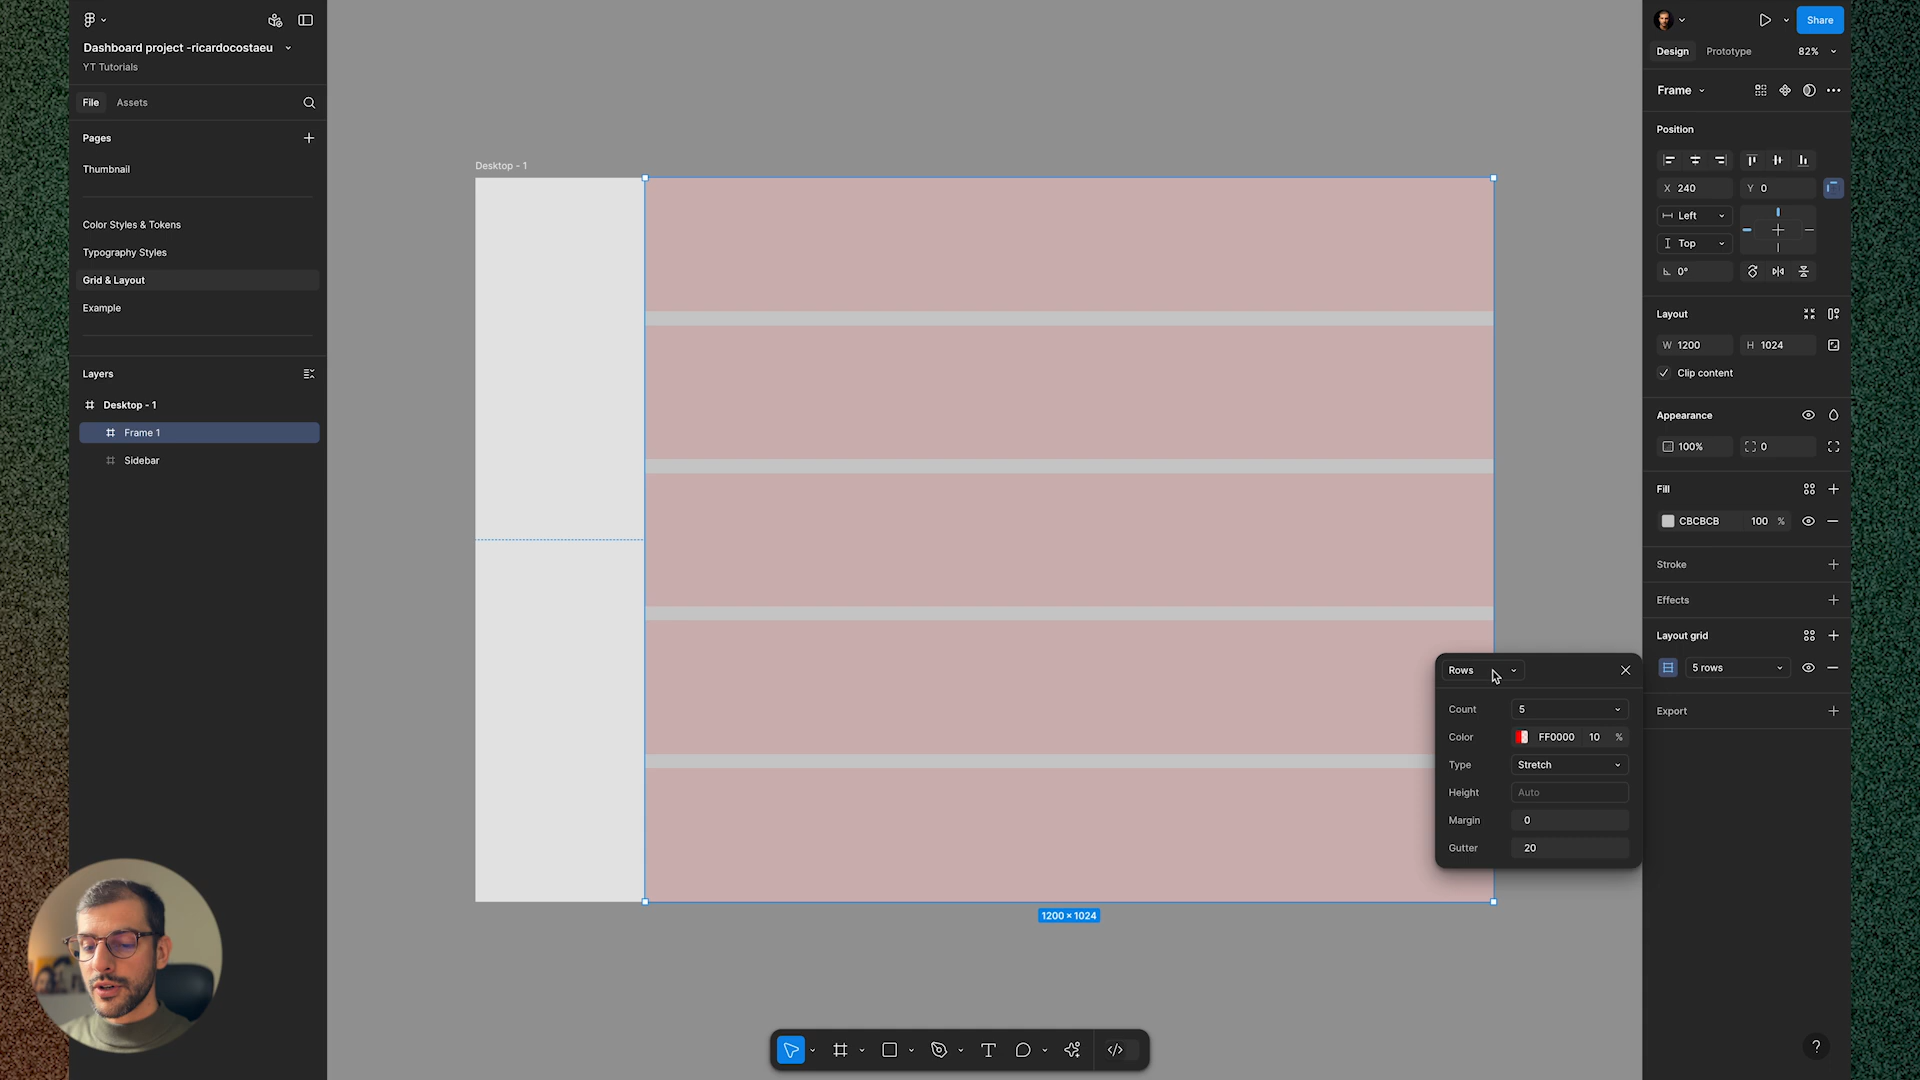 Dashboard project -ricardocostaeu
YT Tutorials
File
Assets
Pages
Thumbnail
Color Styles & Tokens
Typography Styles
Grid & Layout
Example
Layers
Desktop - 1
Frame 1
Sidebar
Desktop - 1
1200 × 1024
Share
Design
Prototype
82%
Frame
Position
X 240
Y 0
Left
Top
0°
Layout
W 1200
H 1024
Clip content
Appearance
100%
0
Fill
CBCBCB 100 %
Stroke
Effects
Layout grid
5 rows
Export
Rows
Count 5
Color FF0000 10 %
Type Stretch
Height Auto
Margin 0
Gutter 20
?